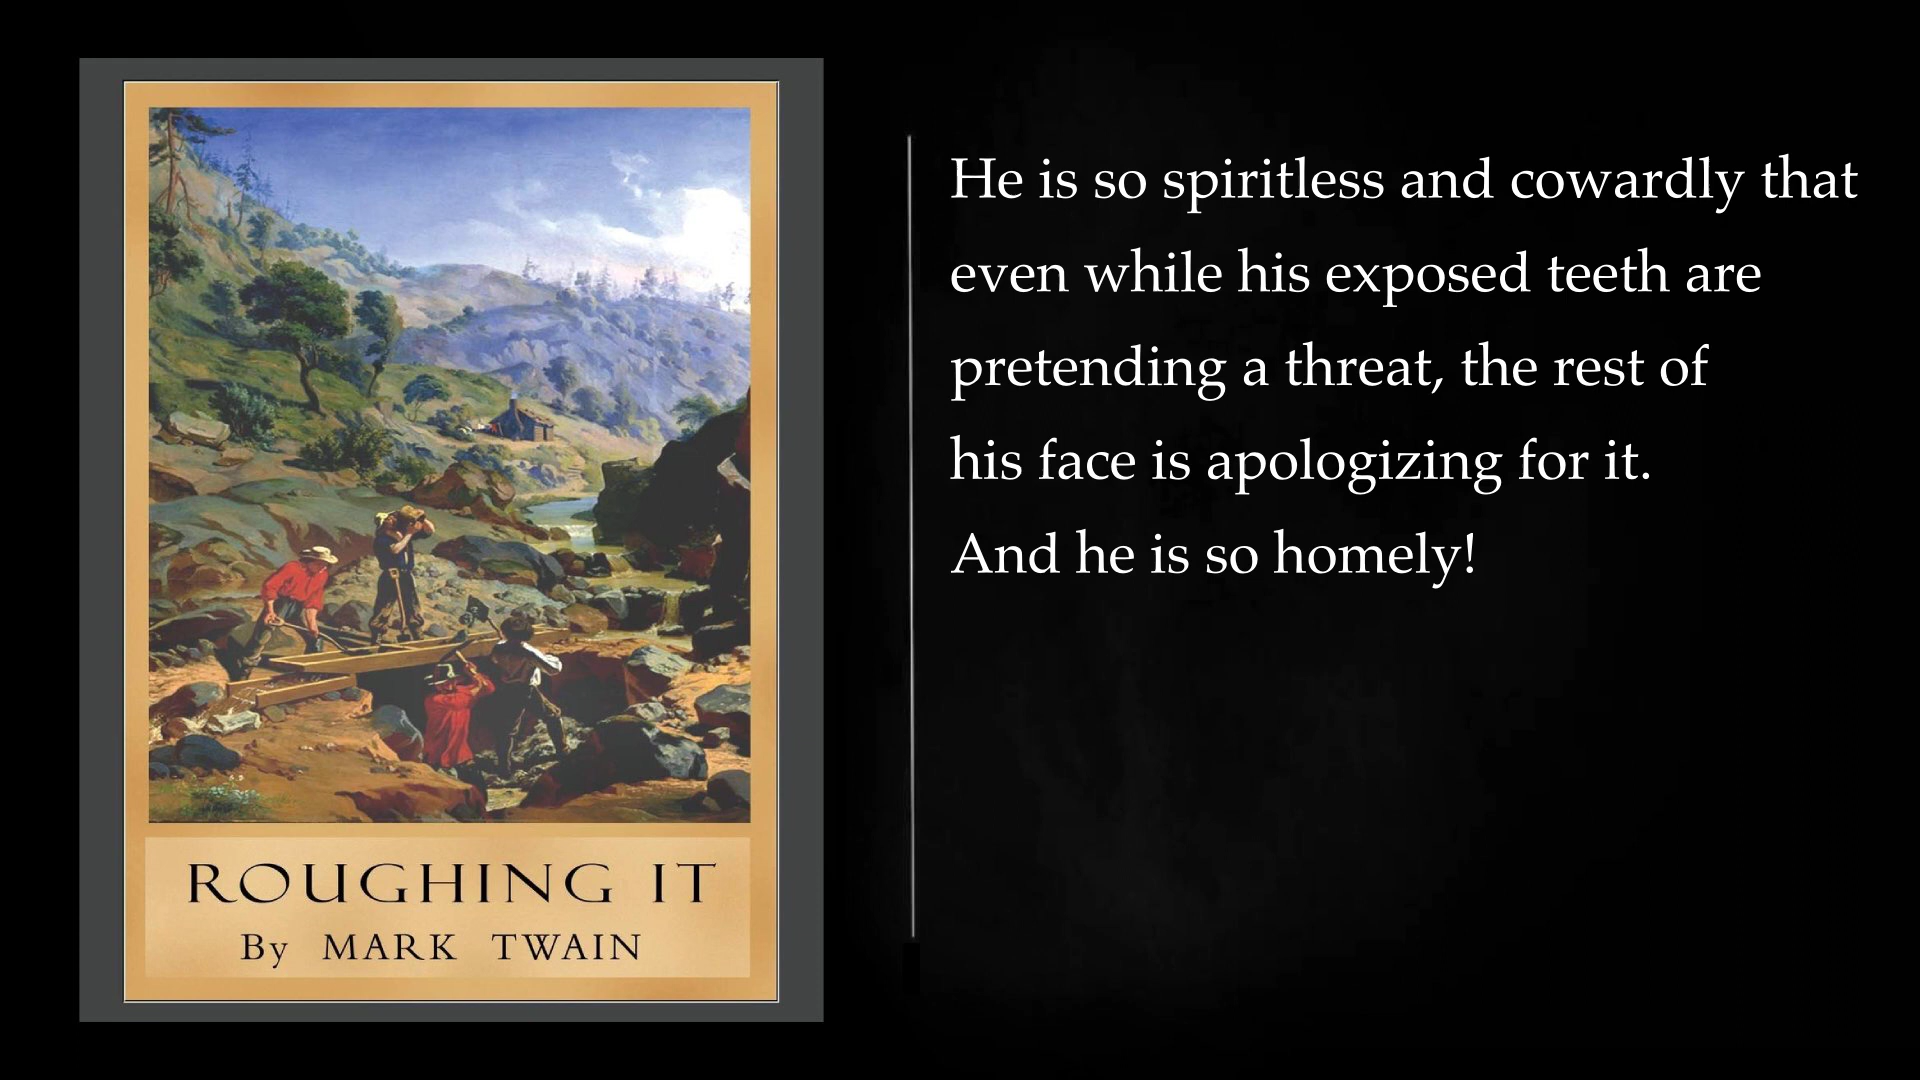 ROUGHING IT
By MARK TWAIN
He is so spiritless and cowardly that
even while his exposed teeth are
pretending a threat, the rest of
his face is apologizing for it.
And he is so homely!